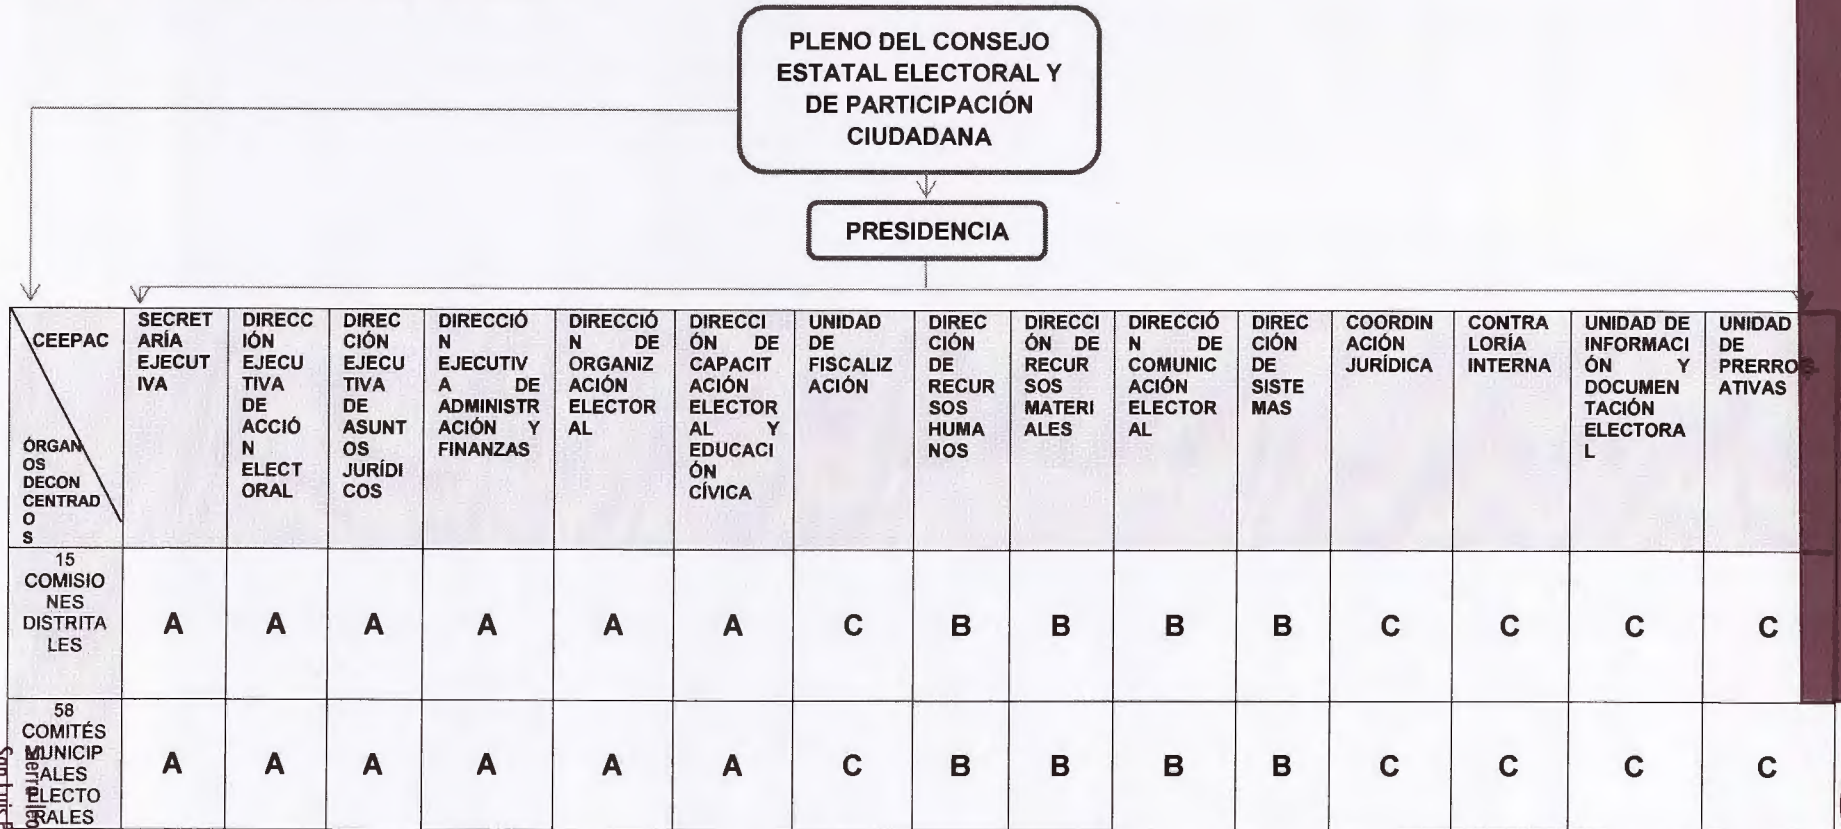 PLENO DEL CONSEJO
ESTATAL ELECTORAL Y
DE PARTICIPACIÓN
CIUDADANA
PRESIDENCIA
CEEPAC
ÓRGAN
OS
DECON
CENTRAD
O
S
SECRET
ARÍA
EJECUT
IVA
DIRECC
IÓN
EJECU
TIVA
DE
ACCIÓ
N
ELECT
ORAL
DIREC
CIÓN
EJECU
TIVA
DE
ASUNT
OS
JURÍDI
COS
DIRECCIÓ
N
EJECUTIV
A DE
ADMINISTR
ACIÓN Y
FINANZAS
DIRECCIÓ
N DE
ORGANIZ
ACIÓN
ELECTOR
AL
DIRECCI
ÓN DE
CAPACIT
ACIÓN
ELECTOR
AL Y
EDUCACI
ÓN
CÍVICA
UNIDAD
DE
FISCALIZ
ACIÓN
DIREC
CIÓN
DE
RECUR
SOS
HUMA
NOS
DIRECCI
ÓN DE
RECUR
SOS
MATERI
ALES
DIRECCIÓ
N DE
COMUNIC
ACIÓN
ELECTOR
AL
DIREC
CIÓN
DE
SISTE
MAS
COORDIN
ACIÓN
JURÍDICA
CONTRA
LORÍA
INTERNA
UNIDAD DE
INFORMACI
ÓN Y
DOCUMEN
TACIÓN
ELECTORA
L
UNIDAD
DE
PRERROG
ATIVAS
15
COMISIO
NES
DISTRITA
LES
A A A A A A C B B B B C C C C
58
COMITÉS
MUNICIP
ALES
ELECTO
RALES
A A A A A A C B B B B C C C C